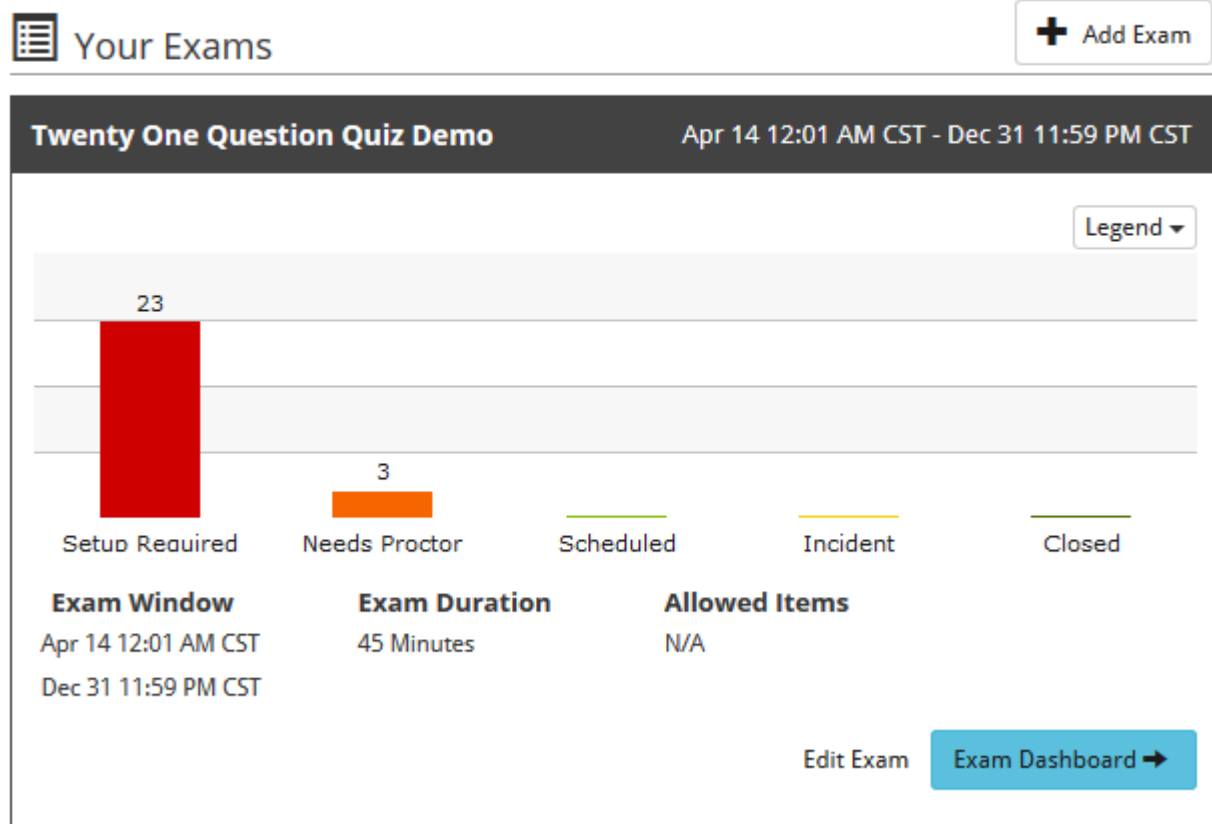 Your Exams
Add Exam
Twenty One Question Quiz Demo Apr 14 12:01 AM CST - Dec 31 11:59 PM CST
Legend
23
3
Setup Required Needs Proctor Scheduled Incident Closed
Exam Window Exam Duration Allowed Items
Apr 14 12:01 AM CST 45 Minutes N/A
Dec 31 11:59 PM CST
Edit Exam Exam Dashboard